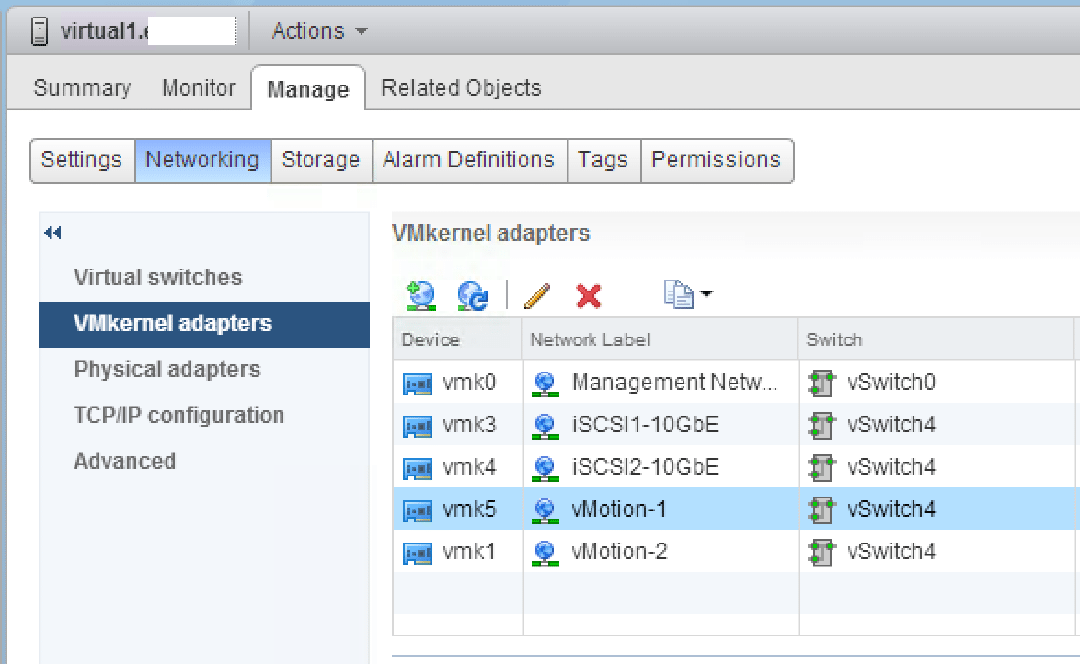 virtual1. Actions
Summary Monitor Manage Related Objects
Settings Networking Storage Alarm Definitions Tags Permissions
Virtual switches
VMkernel adapters
Physical adapters
TCP/IP configuration
Advanced
VMkernel adapters
Device Network Label Switch
vmk0 Management Netw... vSwitch0
vmk3 iSCSI1-10GbE vSwitch4
vmk4 iSCSI2-10GbE vSwitch4
vmk5 vMotion-1 vSwitch4
vmk1 vMotion-2 vSwitch4